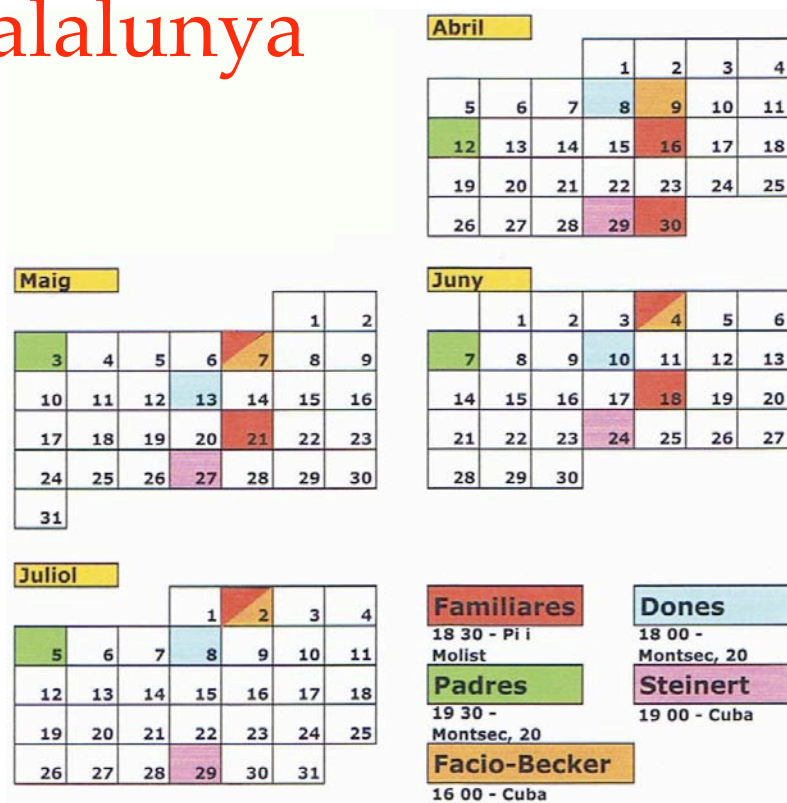 alalunya
Abril
1 2 3 4
5 6 7 8 9 10 11
12 13 14 15 16 17 18
19 20 21 22 23 24 25
26 27 28 29 30
Maig
1 2
3 4 5 6 7 8 9
10 11 12 13 14 15 16
17 18 19 20 21 22 23
24 25 26 27 28 29 30
31
Juny
1 2 3 4 5 6
7 8 9 10 11 12 13
14 15 16 17 18 19 20
21 22 23 24 25 26 27
28 29 30
Juliol
1 2 3 4
5 6 7 8 9 10 11
12 13 14 15 16 17 18
19 20 21 22 23 24 25
26 27 28 29 30 31
Familiares
18 30 - Pi i
Molist
Padres
19 30 -
Montsec, 20
Facio-Becker
16 00 - Cuba
Dones
18 00 -
Montsec, 20
Steinert
19 00 - Cuba